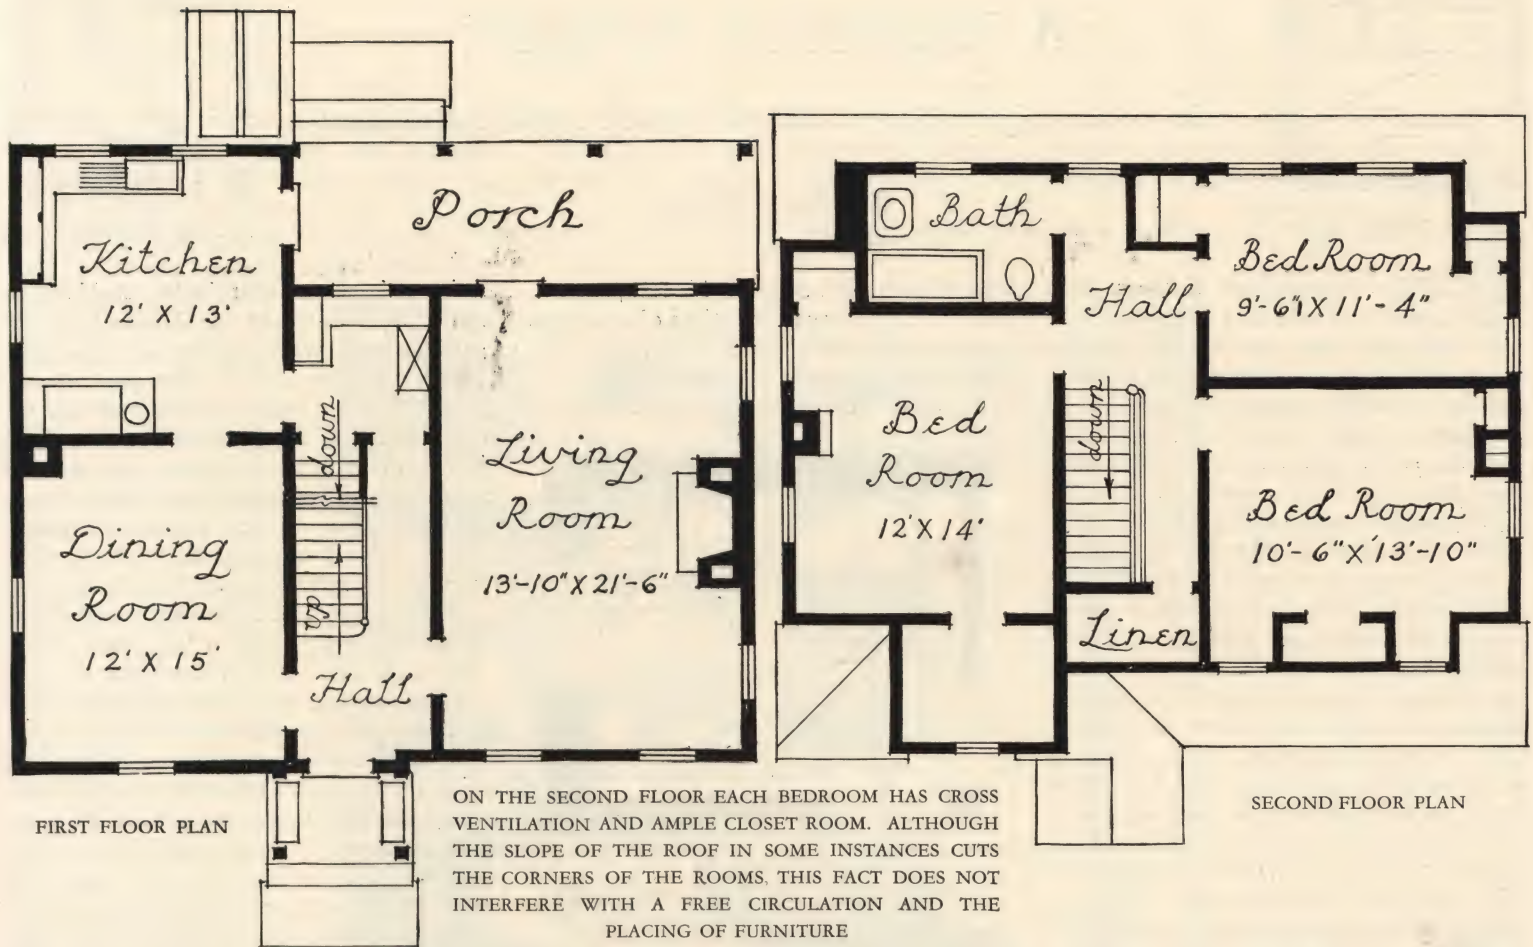 Porch
Kitchen
12' X 13'
down
Living
Room
13'-10" X 21'-6"
Dining
Room
12' X 15'
UP
Hall
FIRST FLOOR PLAN
Bath
Hall
Bed Room
9'-6" X 11'-4"
Bed
Room
12' X 14'
down
Bed Room
10'-6" X 13'-10"
Linen
SECOND FLOOR PLAN
ON THE SECOND FLOOR EACH BEDROOM HAS CROSS
VENTILATION AND AMPLE CLOSET ROOM. ALTHOUGH
THE SLOPE OF THE ROOF IN SOME INSTANCES CUTS
THE CORNERS OF THE ROOMS, THIS FACT DOES NOT
INTERFERE WITH A FREE CIRCULATION AND THE
PLACING OF FURNITURE